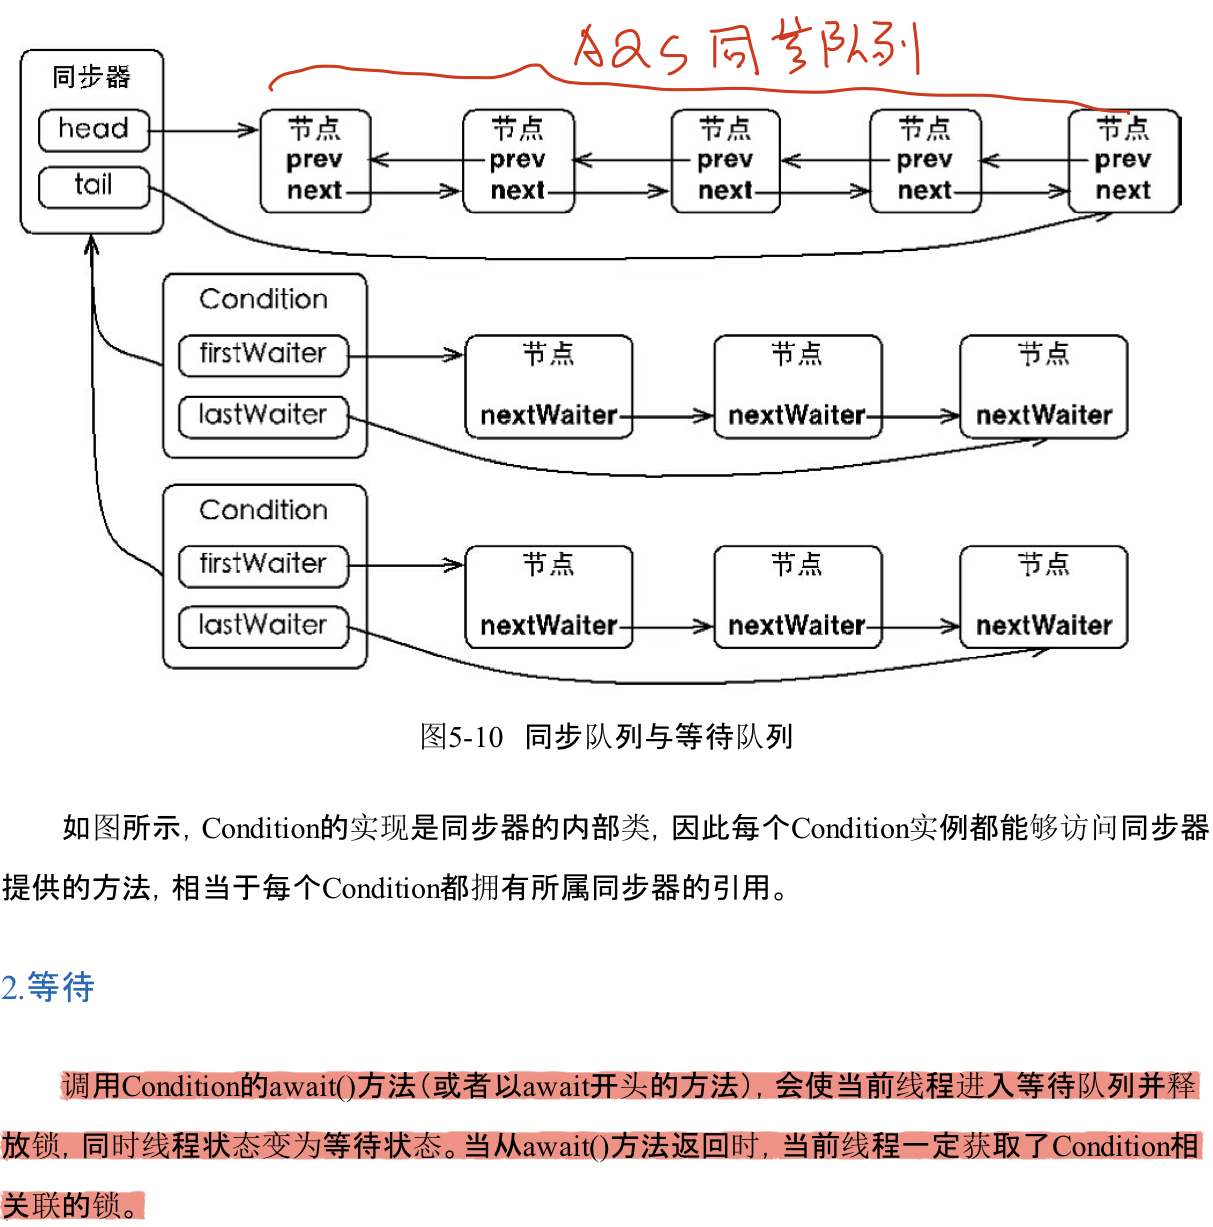 AQS 同步队列
同步器
head
tail
节点 节点 节点 节点 节点
prev prev prev prev prev
next next next next next
Condition
firstWaiter
lastWaiter
节点 节点 节点
nextWaiter nextWaiter nextWaiter
Condition
firstWaiter
lastWaiter
节点 节点 节点
nextWaiter nextWaiter nextWaiter
图5-10 同步队列与等待队列
如图所示，Condition的实现是同步器的内部类，因此每个Condition实例都能够访问同步器
提供的方法，相当于每个Condition都拥有所属同步器的引用。
2.等待
调用Condition的await()方法（或者以await开头的方法），会使当前线程进入等待队列并释
放锁，同时线程状态变为等待状态。当从await()方法返回时，当前线程一定获取了Condition相
关联的锁。